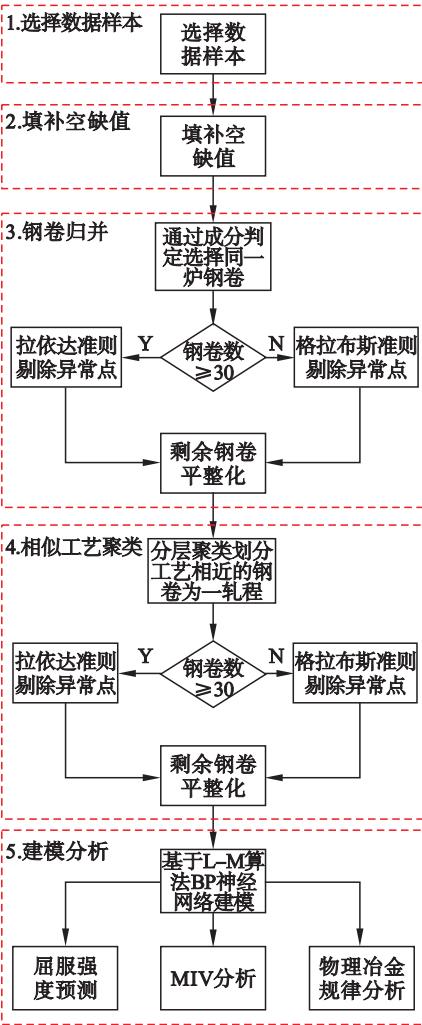 1.选择数据样本
选择数
据样本
2.填补空缺值
填补空
缺值
3.钢卷归并
通过成分判
定选择同一
炉钢卷
拉依达准则
剔除异常点
Y
钢卷数
≥30
N
格拉布斯准则
剔除异常点
剩余钢卷
平整化
4.相似工艺聚类
分层聚类划分
工艺相近的钢
卷为一轧程
拉依达准则
剔除异常点
Y
钢卷数
≥30
N
格拉布斯准则
剔除异常点
剩余钢卷
平整化
5.建模分析
基于L–M算
法BP神经
网络建模
屈服强
度预测
MIV分析
物理冶金
规律分析